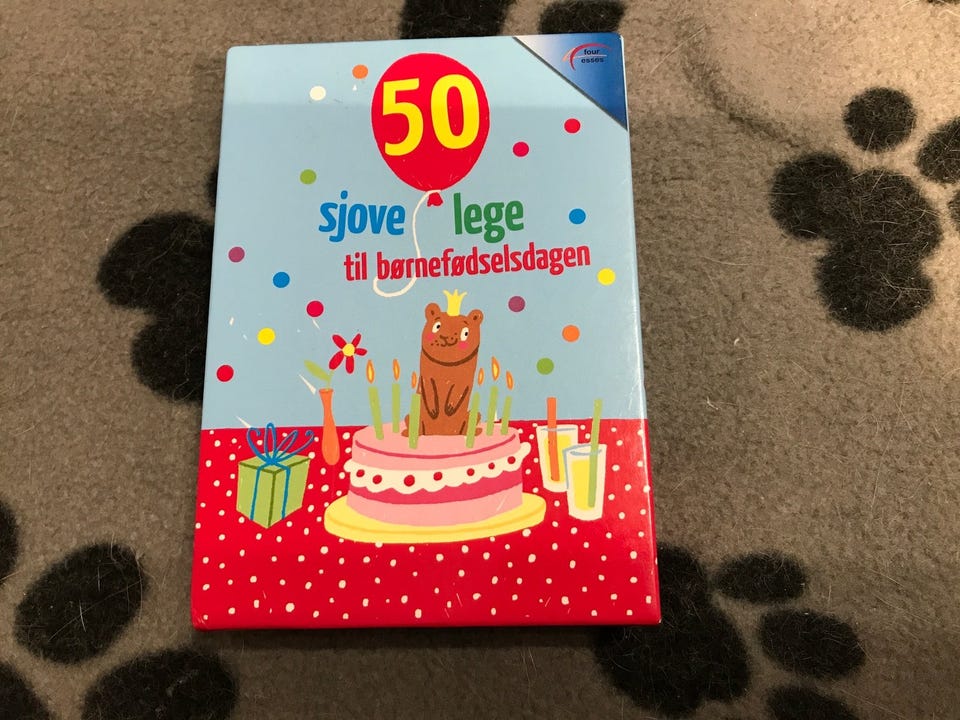 four
esses
50
sjove lege
til børnefødselsdagen